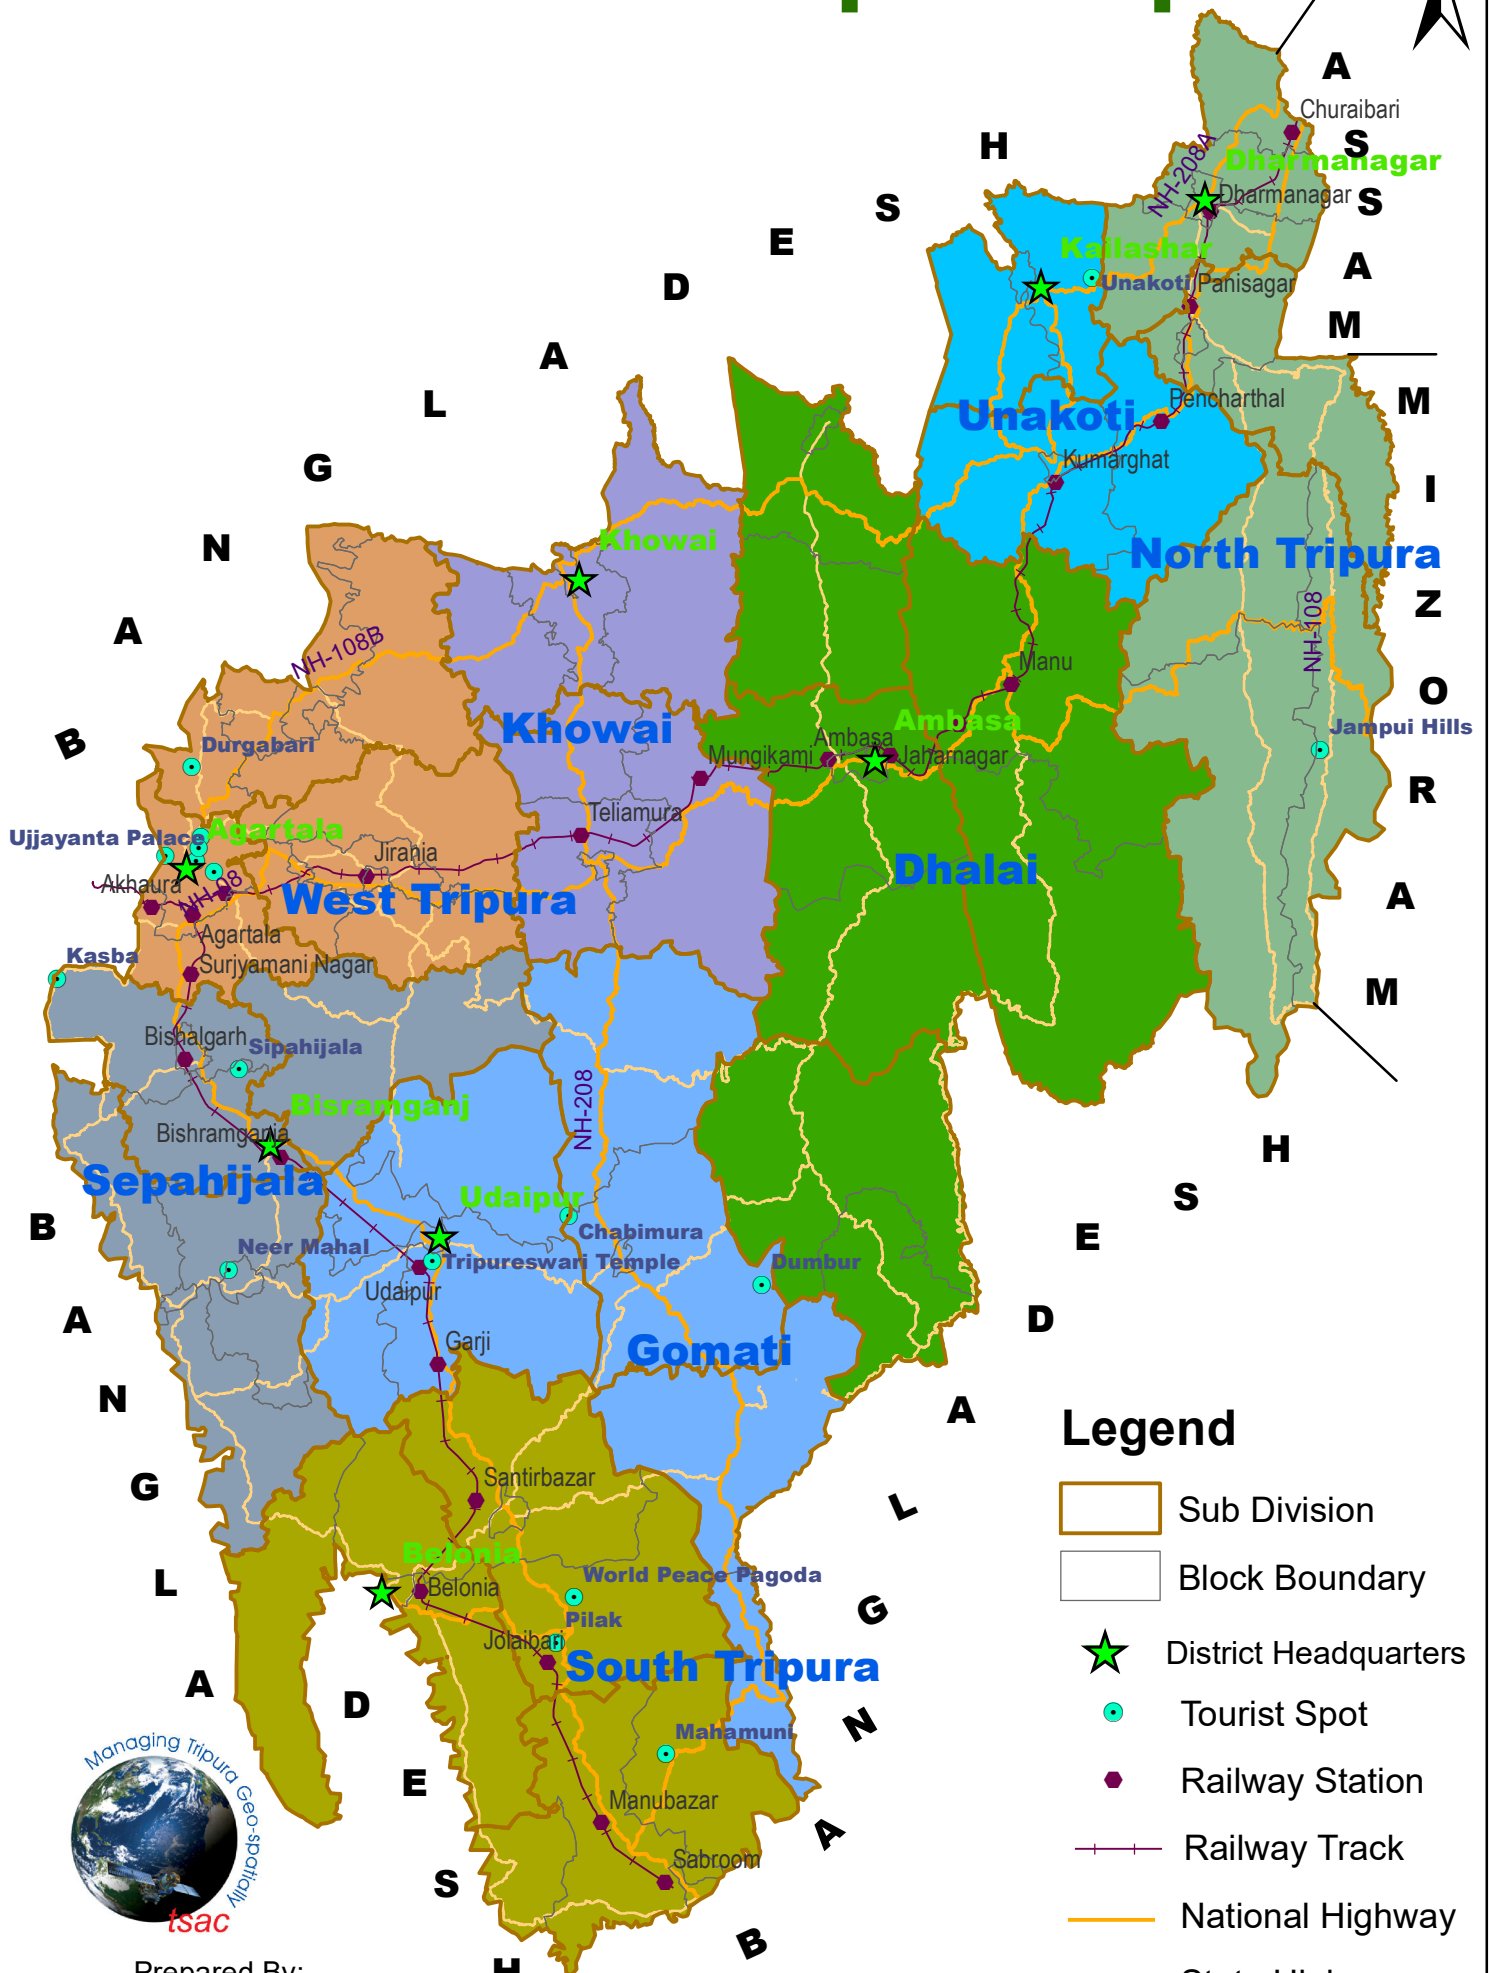 A
Churaibari
H
S
Dharmanagar
NH-208A
Dharmanagar
S
S
E
Kailashar
A
D
Unakoti
Panisagar
M
A
Pencharthal
M
L
Unakoti
Kumarghat
G
I
Khowai
N
North Tripura
Z
A
NH-108B
NH-108
Manu
O
Ambasa
Jampui Hills
B
Durgabari
Khowai
Ambasa
Mungikami
Jaharnagar
R
Teliamura
Ujjayanta Palace
Agartala
Jirania
Dhalai
Akhaura
NH-08
West Tripura
A
Agartala
Kasba
Surjyamani Nagar
M
Bishalgarh
Sipahijala
NH-208
Bisramganj
Bishramganja
H
Sepahijala
Udaipur
S
B
Chabimura
E
Neer Mahal
Tripureswari Temple
Dumbur
Udaipur
A
D
Garji
Gomati
N
A
Legend
Santirbazar
G
L
Sub Division
Belonia
World Peace Pagoda
Block Boundary
L
Belonia
G
Pilak
Jolaibari
District Headquarters
South Tripura
A
D
Tourist Spot
N
Mahamuni
Managing Tripura Geo-spatially
E
Railway Station
Manubazar
A
Railway Track
Sabroom
S
tsac
National Highway
B
H
Prepared By: